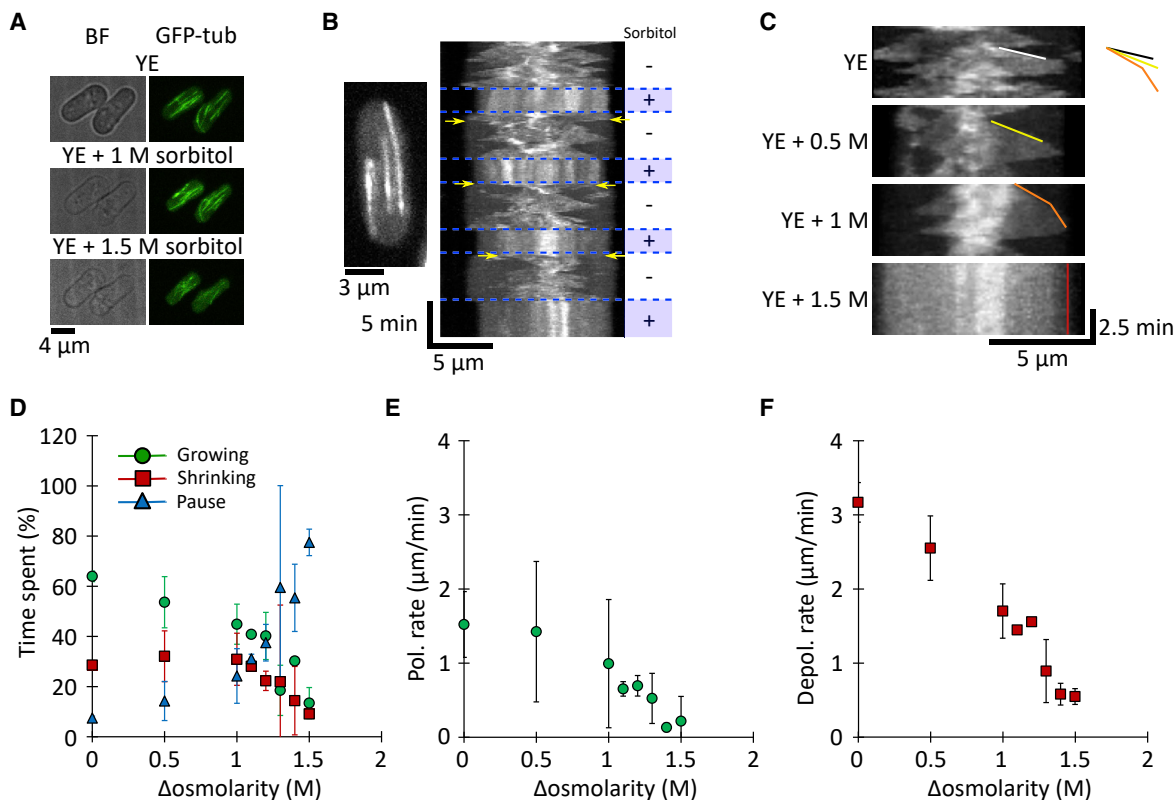 A
BF GFP-tub
YE
YE + 1 M sorbitol
YE + 1.5 M sorbitol
4 µm
B
Sorbitol
-
+
-
+
-
+
-
+
3 µm
5 min
5 µm
C
YE
YE + 0.5 M
YE + 1 M
YE + 1.5 M
2.5 min
5 µm
D
Growing
Shrinking
Pause
Time spent (%)
120
100
80
60
40
20
0
0 0.5 1 1.5 2
Δosmolarity (M)
E
Pol. rate (µm/min)
4
3
2
1
0
0 0.5 1 1.5 2
Δosmolarity (M)
F
Depol. rate (µm/min)
4
3
2
1
0
0 0.5 1 1.5 2
Δosmolarity (M)